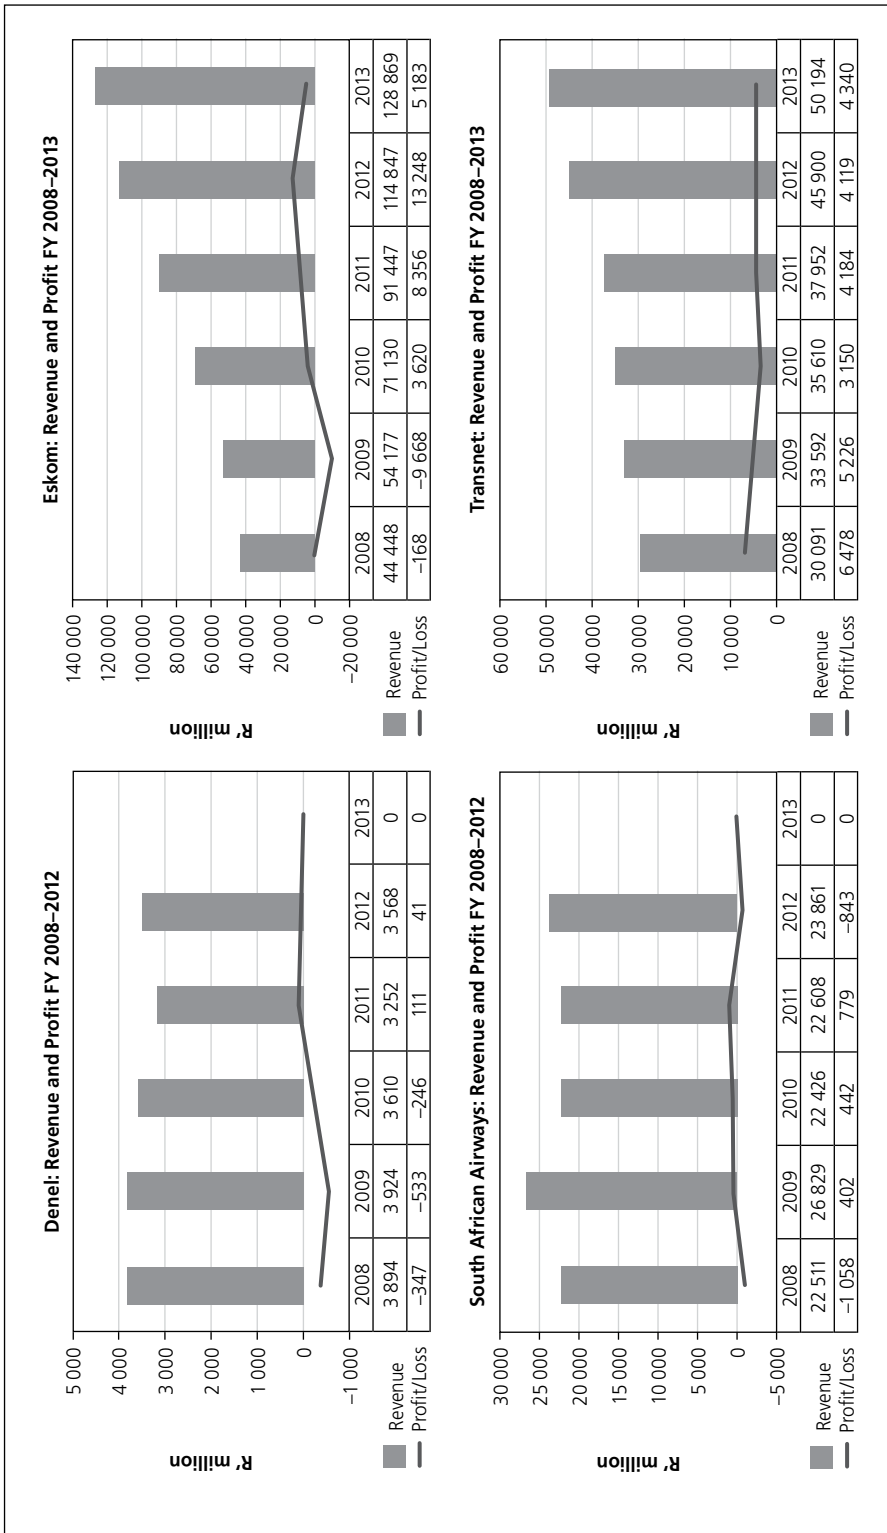 Denel: Revenue and Profit FY 2008–2012
R' million
5 000
4 000
3 000
2 000
1 000
0
–1 000
2008 2009 2010 2011 2012 2013
Revenue 3 894 3 924 3 610 3 252 3 568 0
Profit/Loss –347 –533 –246 111 41 0
Eskom: Revenue and Profit FY 2008–2013
R' million
140 000
120 000
100 000
80 000
60 000
40 000
20 000
0
–20 000
2008 2009 2010 2011 2012 2013
Revenue 44 448 54 177 71 130 91 447 114 847 128 869
Profit/Loss –168 –9 668 3 620 8 356 13 248 5 183
South African Airways: Revenue and Profit FY 2008–2012
R' million
30 000
25 000
20 000
15 000
10 000
5 000
0
–5 000
2008 2009 2010 2011 2012 2013
Revenue 22 511 26 829 22 426 22 608 23 861 0
Profit/Loss –1 058 402 442 779 –843 0
Transnet: Revenue and Profit FY 2008–2013
R' million
60 000
50 000
40 000
30 000
20 000
10 000
0
2008 2009 2010 2011 2012 2013
Revenue 30 091 33 592 35 610 37 952 45 900 50 194
Profit/Loss 6 478 5 226 3 150 4 184 4 119 4 340